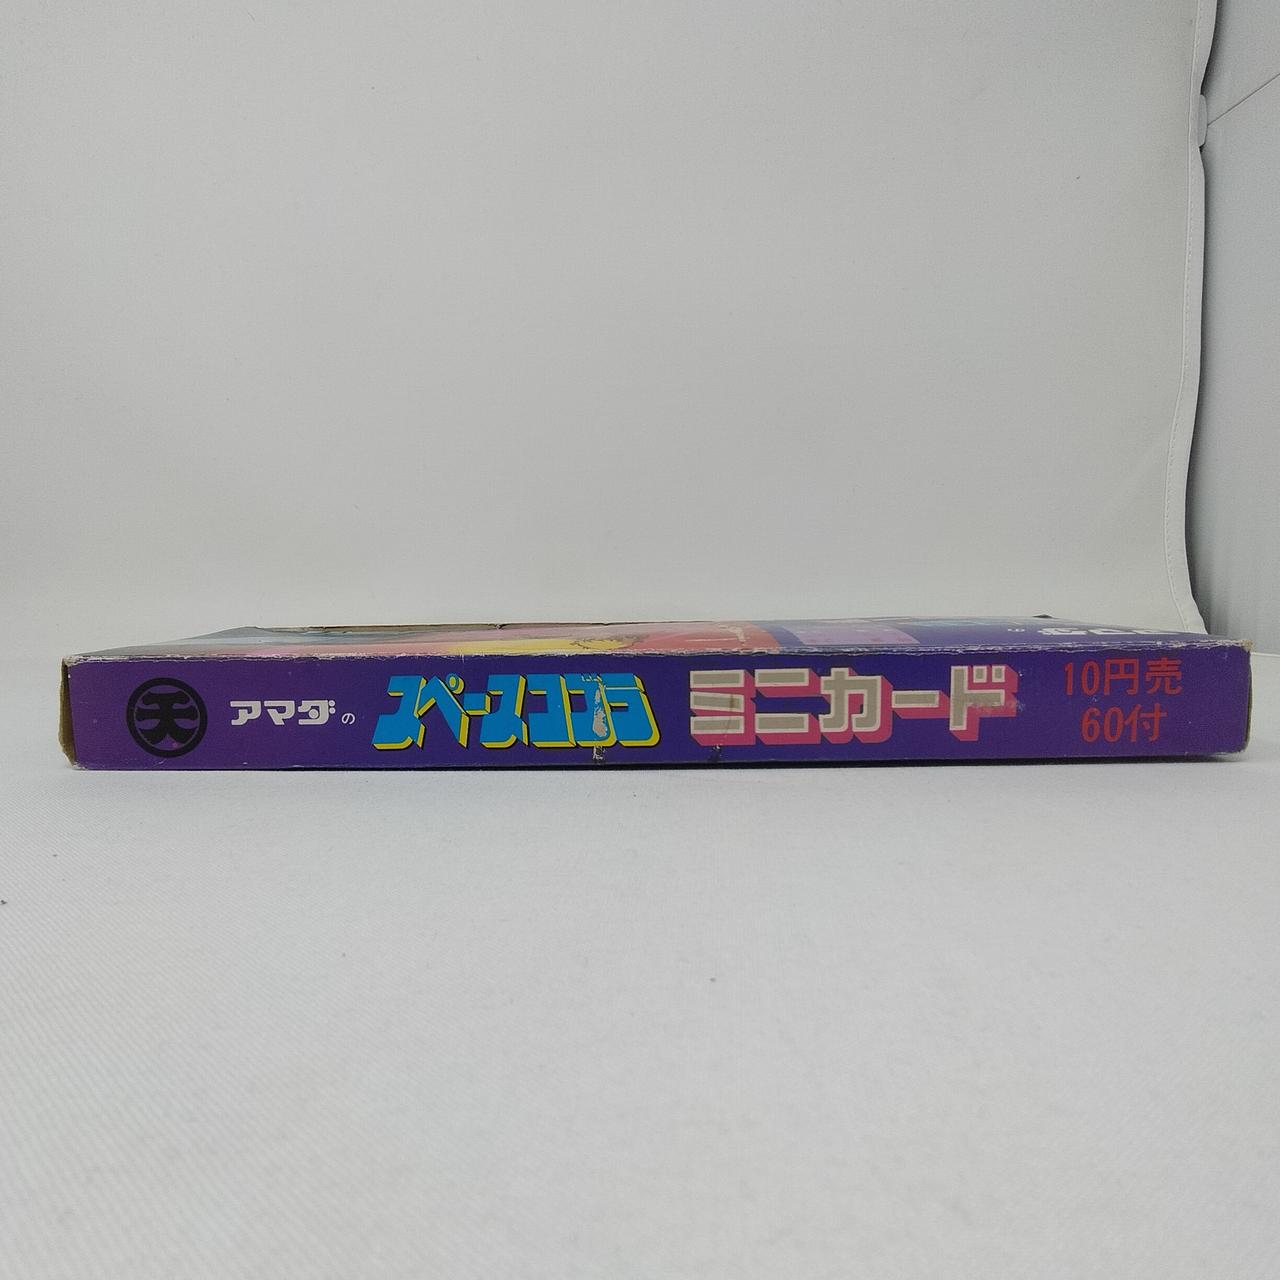 天 アマダの スペースコブラ ミニカード
10円売
60付